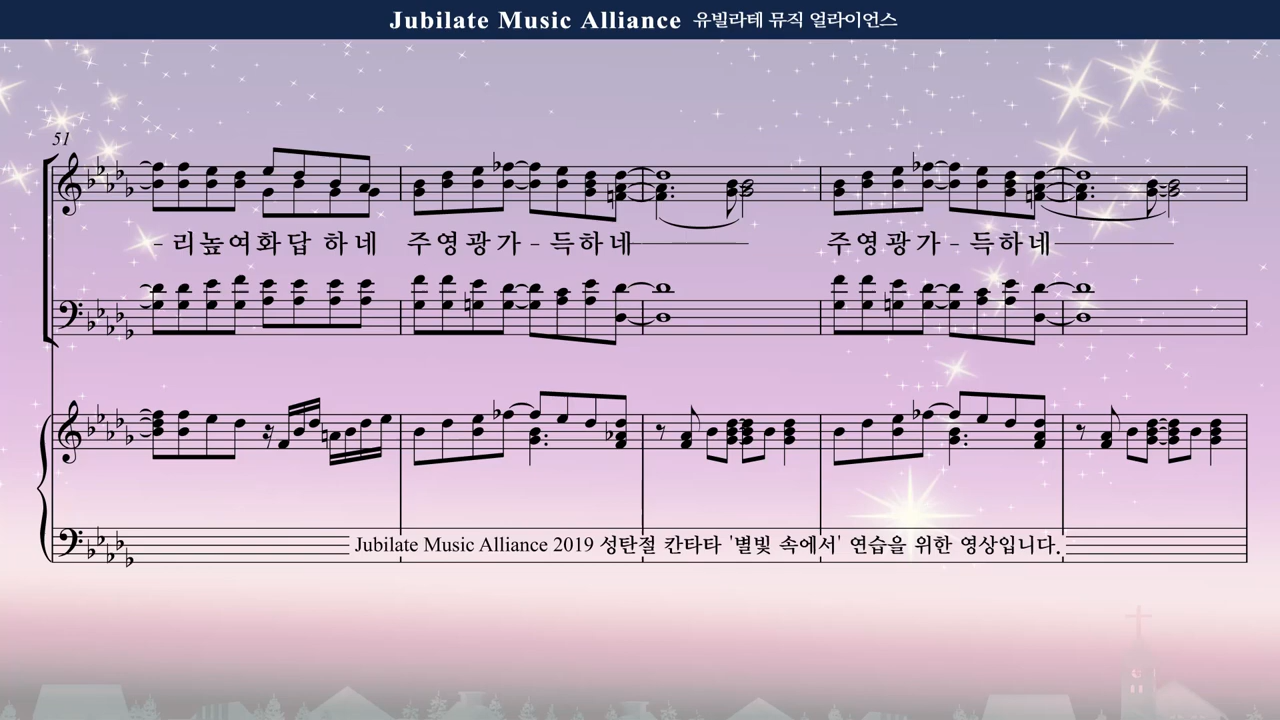 Jubilate Music Alliance 유빌라테 뮤직 얼라이언스
51
- 리높여화답 하네 주영광가 - 득하네 주영광가 - 득하네
Jubilate Music Alliance 2019 성탄절 칸타타 '별빛 속에서' 연습을 위한 영상입니다.